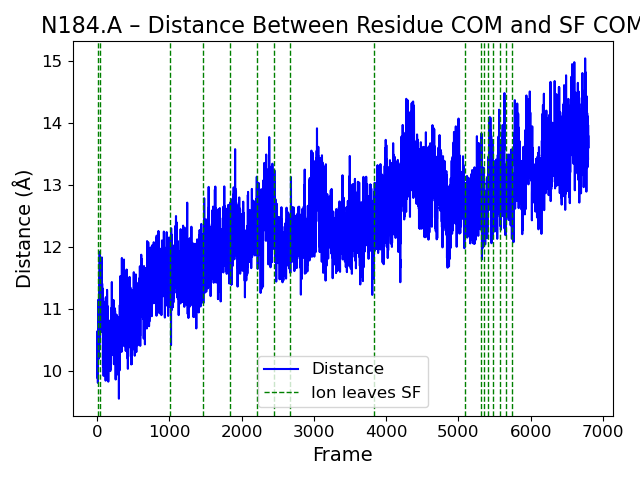 N184.A – Distance Between Residue COM and SF COM
15
14
13
12
11
10
Distance (Å)
Distance
Ion leaves SF
0 1000 2000 3000 4000 5000 6000 7000
Frame